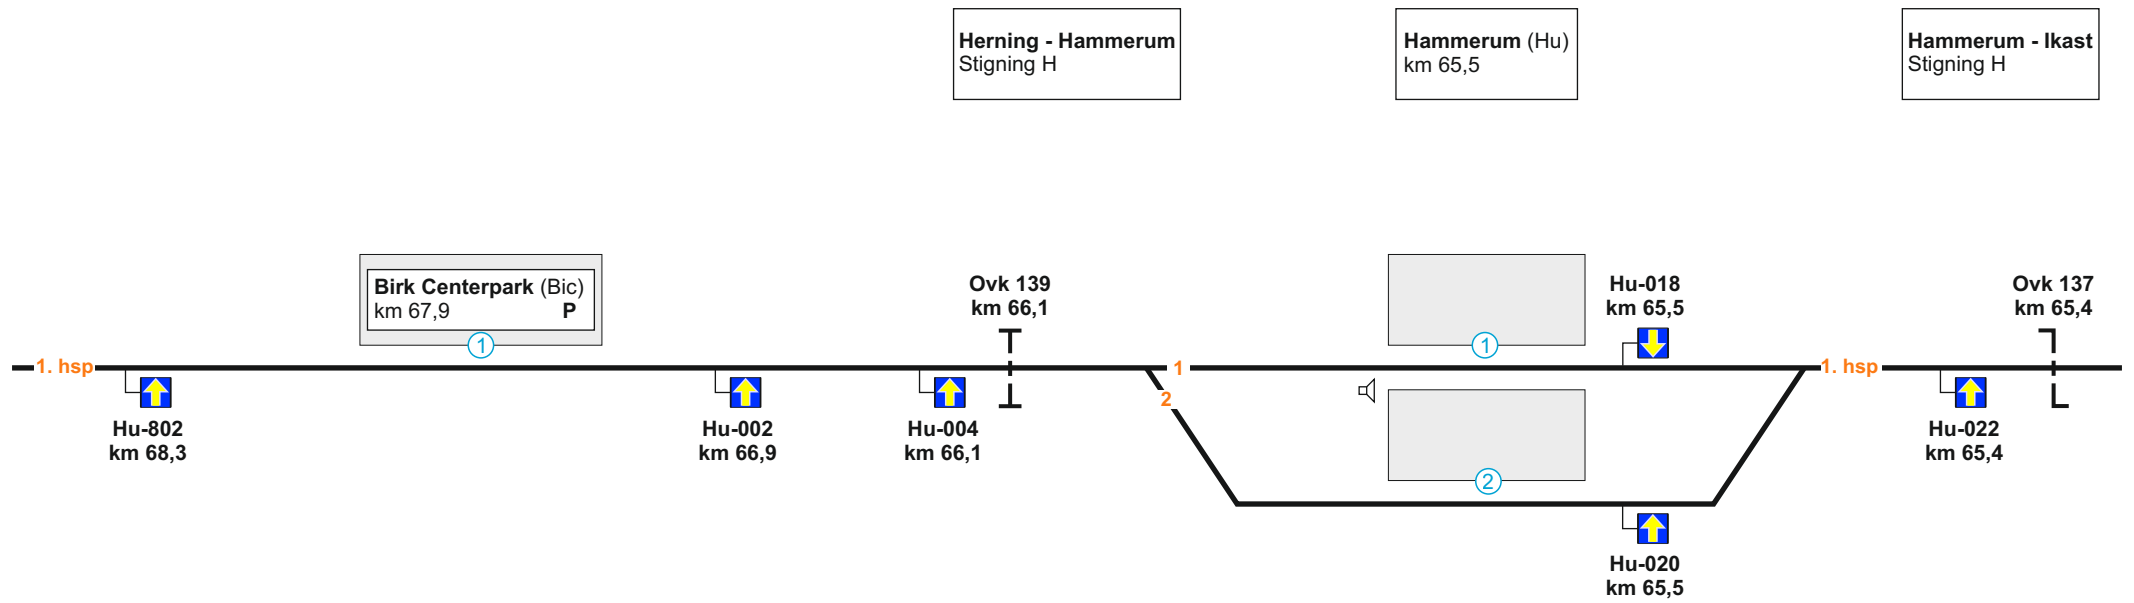 Herning - Hammerum
Stigning H
Hammerum (Hu)
km 65,5
Hammerum - Ikast
Stigning H
Birk Centerpark (Bic)
km 67,9 P
1
Ovk 139
km 66,1
1
Hu-018
km 65,5
Ovk 137
km 65,4
1. hsp
1
1. hsp
2
Hu-802
km 68,3
Hu-002
km 66,9
Hu-004
km 66,1
2
Hu-022
km 65,4
Hu-020
km 65,5